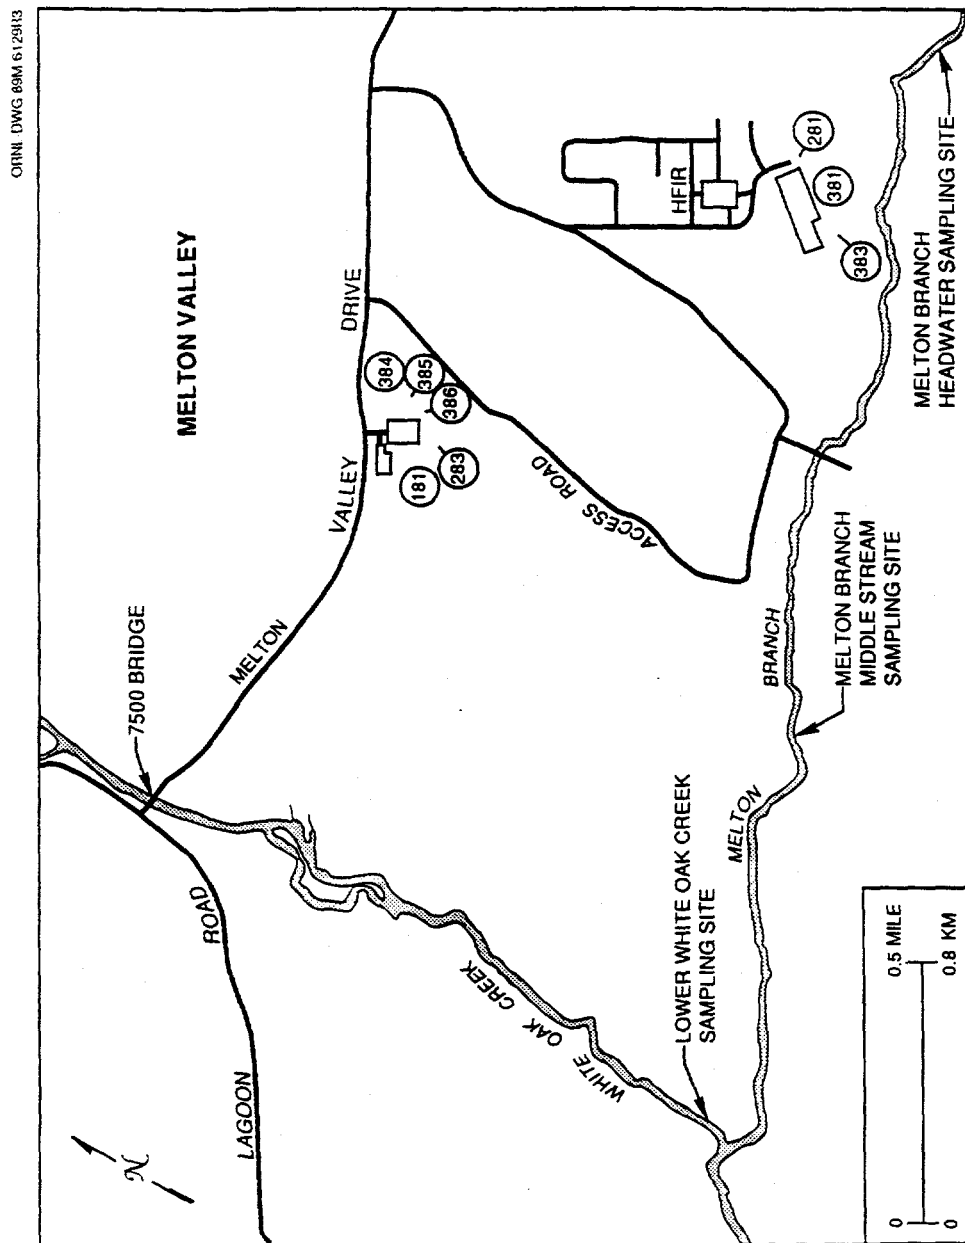 ORNL DWG 89M 6129R3
MELTON VALLEY
7500 BRIDGE
MELTON
VALLEY
DRIVE
LAGOON
ROAD
384
385
386
283
181
ACCESS ROAD
HFIR
281
381
383
WHITE OAK CREEK
LOWER WHITE OAK CREEK
SAMPLING SITE
MELTON
BRANCH
MELTON BRANCH
MIDDLE STREAM
SAMPLING SITE
MELTON BRANCH
HEADWATER SAMPLING SITE
N
0
0.5 MILE
0
0.8 KM